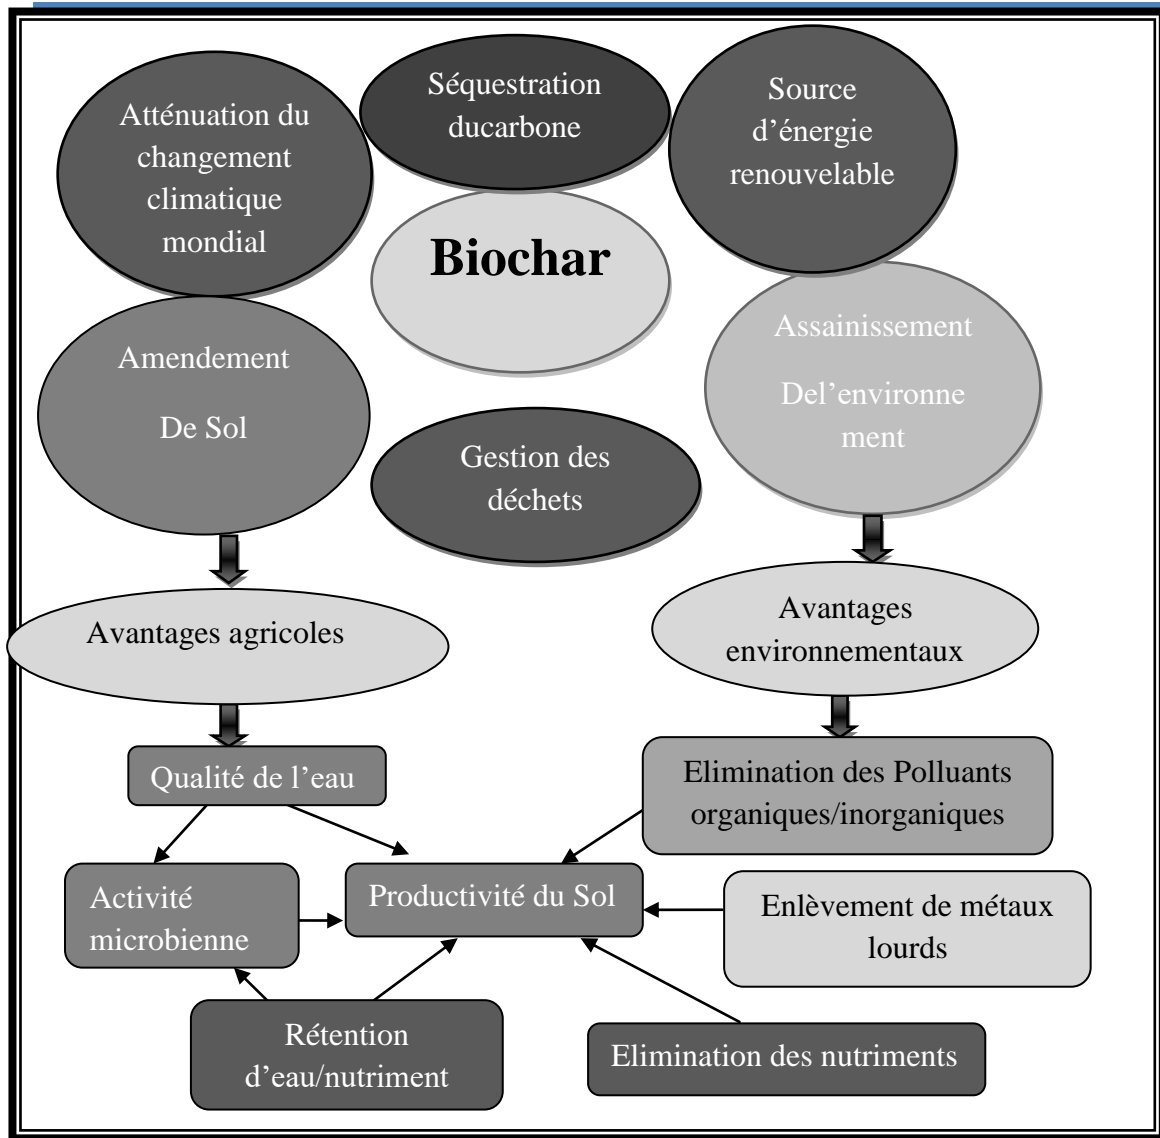 Atténuation du
changement
climatique
mondial
Séquestration
ducarbone
Source
d’énergie
renouvelable
Biochar
Amendement
De Sol
Assainissement
Del’environne
ment
Gestion des
déchets
Avantages agricoles
Avantages
environnementaux
Qualité de l’eau
Elimination des Polluants
organiques/inorganiques
Activité
microbienne
Productivité du Sol
Enlèvement de métaux
lourds
Rétention
d’eau/nutriment
Elimination des nutriments